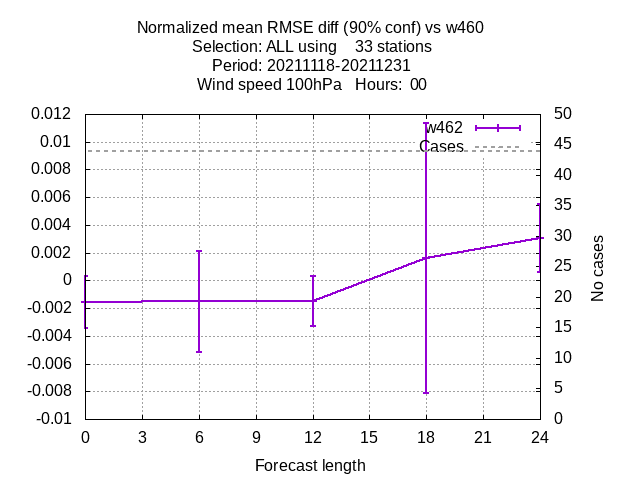 Normalized mean RMSE diff (90% conf) vs w460
Selection: ALL using    33 stations
Period: 20211118-20211231
Wind speed 100hPa   Hours:  00
w462
Cases
0.012
0.01
0.008
0.006
0.004
0.002
0
-0.002
-0.004
-0.006
-0.008
-0.01
50
45
40
35
30
25
20
15
10
5
0
No cases
0 3 6 9 12 15 18 21 24
Forecast length